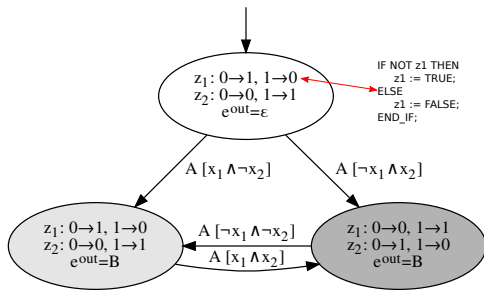 z₁: 0→1, 1→0
z₂: 0→0, 1→1
eᵒᵘᵗ=ε
IF NOT z1 THEN
z1 := TRUE;
ELSE
z1 := FALSE;
END_IF;
A [x₁∧¬x₂]
A [¬x₁∧x₂]
z₁: 0→1, 1→0
z₂: 0→0, 1→1
eᵒᵘᵗ=B
A [¬x₁∧¬x₂]
A [x₁∧x₂]
z₁: 0→0, 1→1
z₂: 0→1, 1→0
eᵒᵘᵗ=B